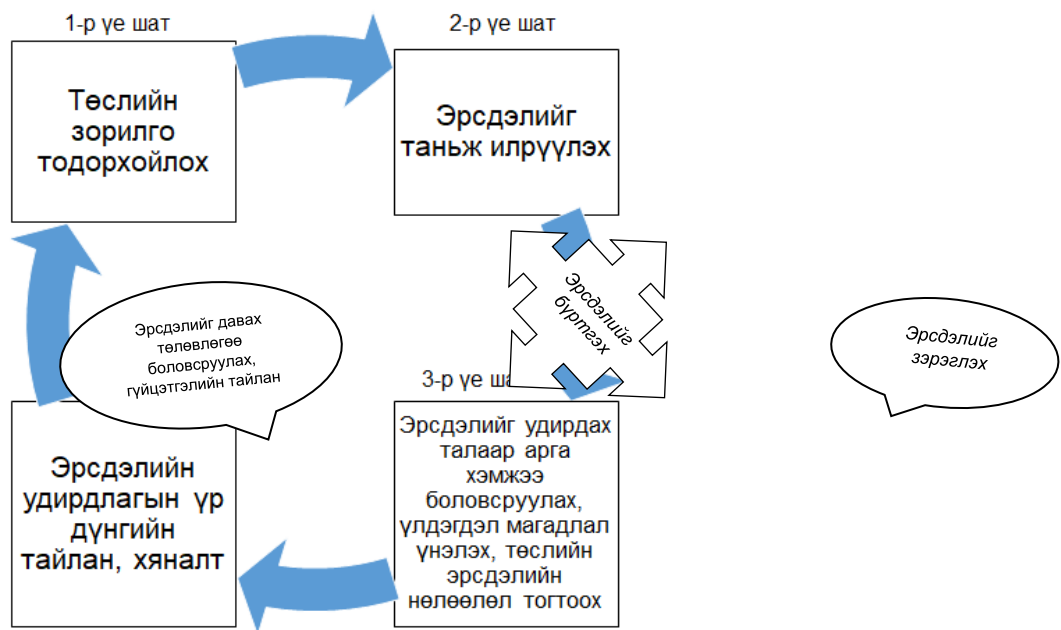 1-р үе шат
Төслийн
зорилго
тодорхойлох
2-р үе шат
Эрсдэлийг
таньж илрүүлэх
Эрсдэлийг
бүртгэх
Эрсдэлийг
зэрэглэх
Эрсдэлийг давах
төлөвлөгөө
боловсруулах,
гүйцэтгэлийн тайлан
3-р үе ша
Эрсдэлийг удирдах
талаар арга
хэмжээ
боловсруулах,
үлдэгдэл магадлал
үнэлэх, төслийн
эрсдэлийн
нөлөөлөл тогтоох
Эрсдэлийн
удирдлагын үр
дүнгийн
тайлан, хяналт